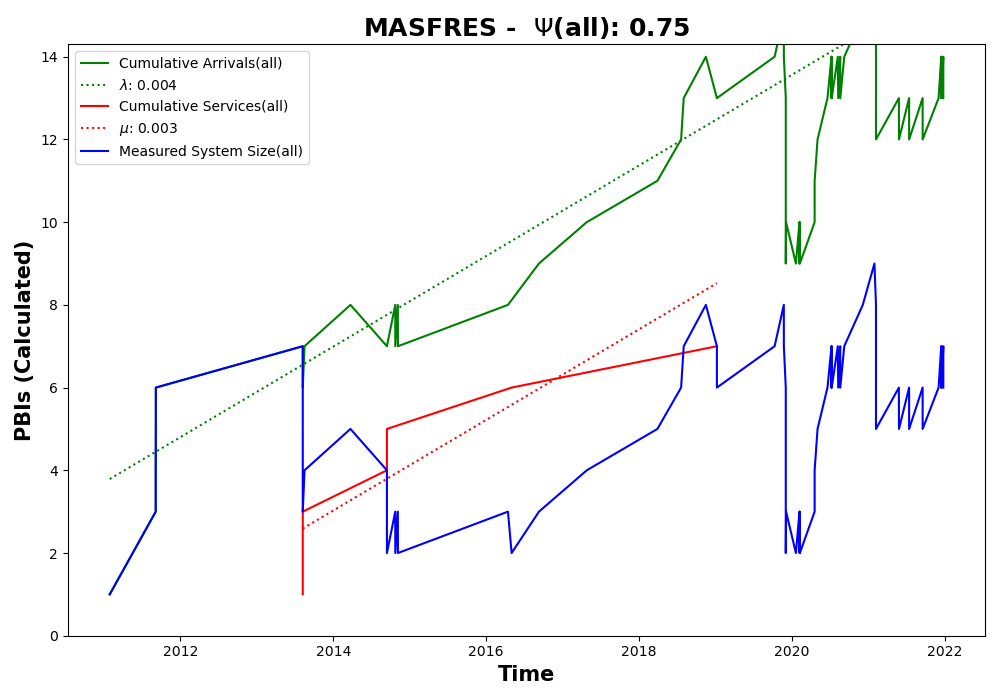 MASFRES -  Ψ(all): 0.75
Cumulative Arrivals(all)
λ: 0.004
Cumulative Services(all)
μ: 0.003
Measured System Size(all)
PBIs (Calculated)
14
12
10
8
6
4
2
0
2012 2014 2016 2018 2020 2022
Time